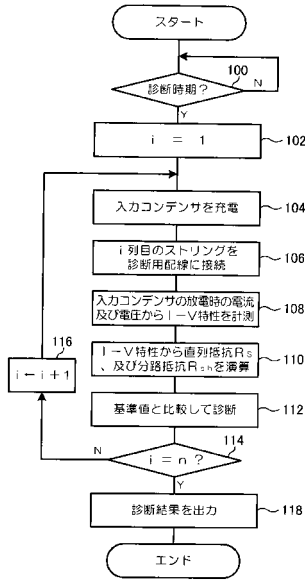 スタート
100
診断時期?
N
Y
i = 1
102
入力コンデンサを充電
104
i列目のストリングを
診断用配線に接続
106
入力コンデンサの放電時の電流
及び電圧からI-V特性を計測
108
116
i←i+1
I-V特性から直列抵抗Rs
、及び分路抵抗Rshを演算
110
基準値と比較して診断
112
114
N
i=n?
Y
診断結果を出力
118
エンド